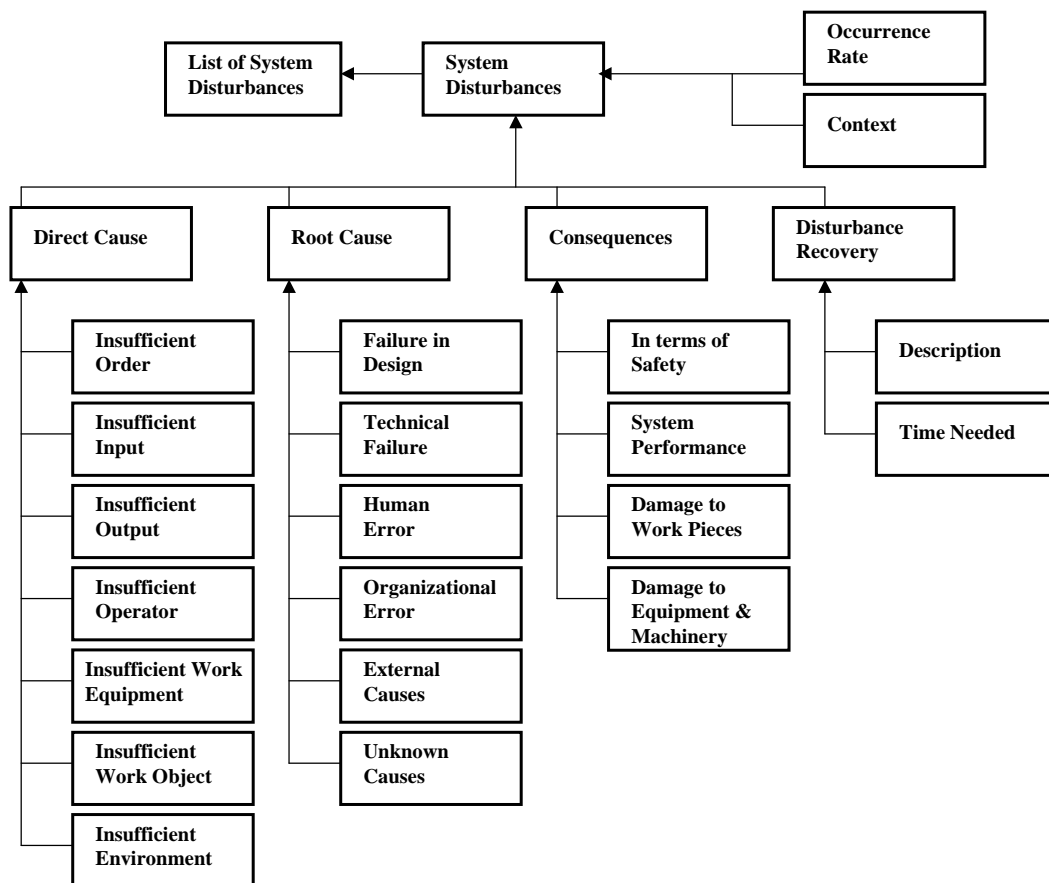 Occurrence
Rate
List of System
Disturbances
System
Disturbances
Context
Direct Cause
Root Cause
Consequences
Disturbance
Recovery
Insufficient
Order
Insufficient
Input
Insufficient
Output
Insufficient
Operator
Insufficient Work
Equipment
Insufficient
Work Object
Insufficient
Environment
Failure in
Design
Technical
Failure
Human
Error
Organizational
Error
External
Causes
Unknown
Causes
In terms of
Safety
System
Performance
Damage to
Work Pieces
Damage to
Equipment &
Machinery
Description
Time Needed